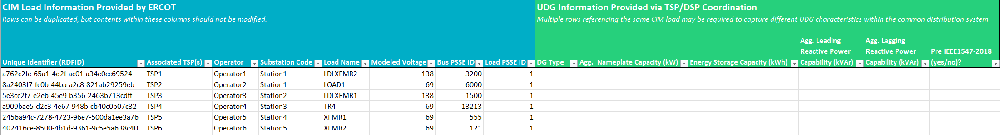 CIM Load Information Provided by ERCOT
Rows can be duplicated, but contents within these columns should not be modified.
UDG Information Provided via TSP/DSP Coordination
Multiple rows referencing the same CIM load may be required to capture different UDG characteristics within the common distribution system
Unique Identifier (RDFID) Associated TSP(s) Operator Substation Code Load Name Modeled Voltage Bus PSSE ID Load PSSE ID DG Type Agg. Nameplate Capacity (kW) Energy Storage Capacity (kWh) Agg. Leading Reactive Power Capability (kVAr) Agg. Lagging Reactive Power Capability (kVAr) Pre IEEE1547-2018 (yes/no)?
a762c2fe-65a1-4d2f-ac01-a34e0cc69524 TSP1 Operator1 Station1 LDLXFMR2 138 3200 1
8a2403f7-fc0b-44ba-a2c8-821ab29259eb TSP2 Operator2 Station1 LOAD1 69 6000 1
5e3cc2f7-e2eb-45e9-b356-2463b713cdff TSP3 Operator3 Station2 LDLXFMR1 138 1500 1
a909bae5-d2c3-4e67-948b-cb40c0b07c32 TSP4 Operator4 Station3 TR4 69 13213 1
2456a94c-7278-4723-96e7-500da1ee3a76 TSP5 Operator5 Station4 XFMR1 69 555 1
402416ce-8500-4b1d-9361-9c5e5a638c40 TSP6 Operator6 Station5 XFMR2 69 121 1